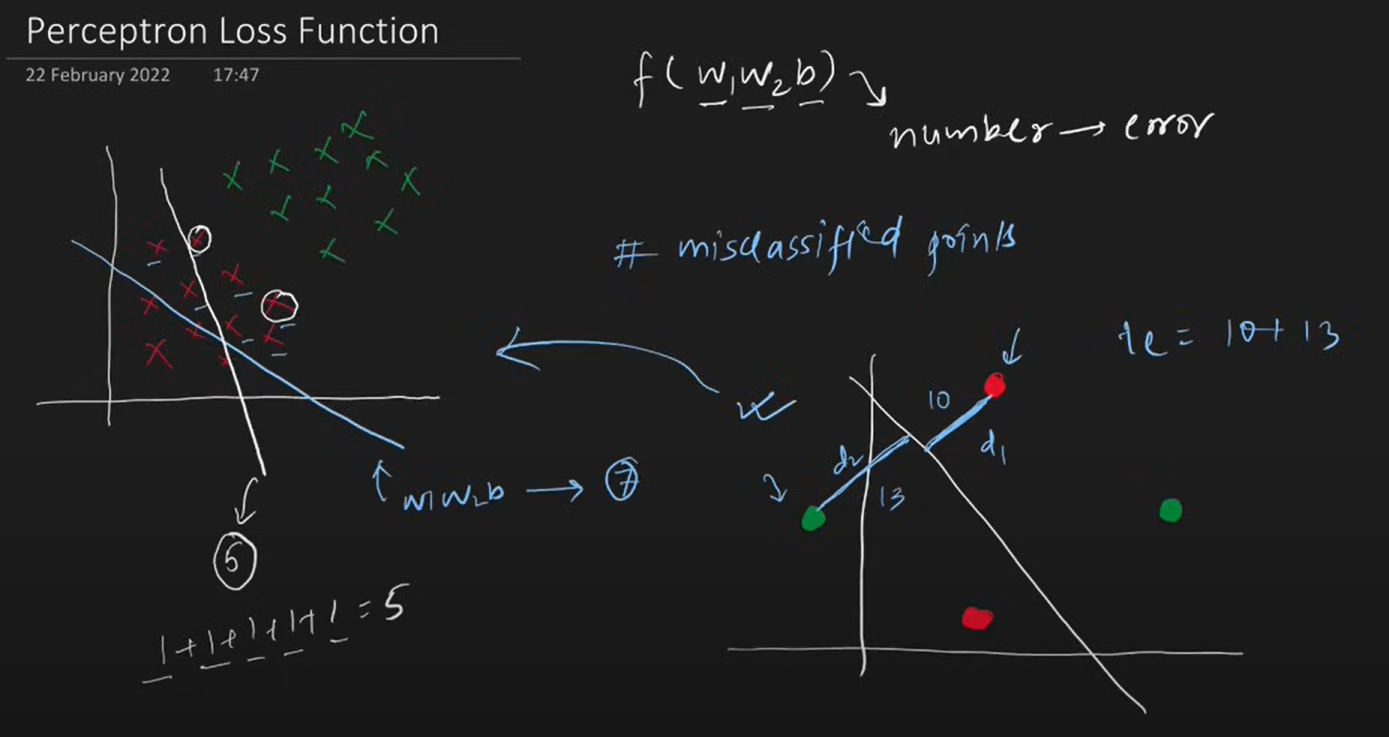 Perceptron Loss Function
22 February 2022 17:47
f(w₁w₂b)
number → error
# misclassified points
te = 10+13
10
d₁
d₂
13
w₁w₂b → 7
5
1+1+1+1+1=5